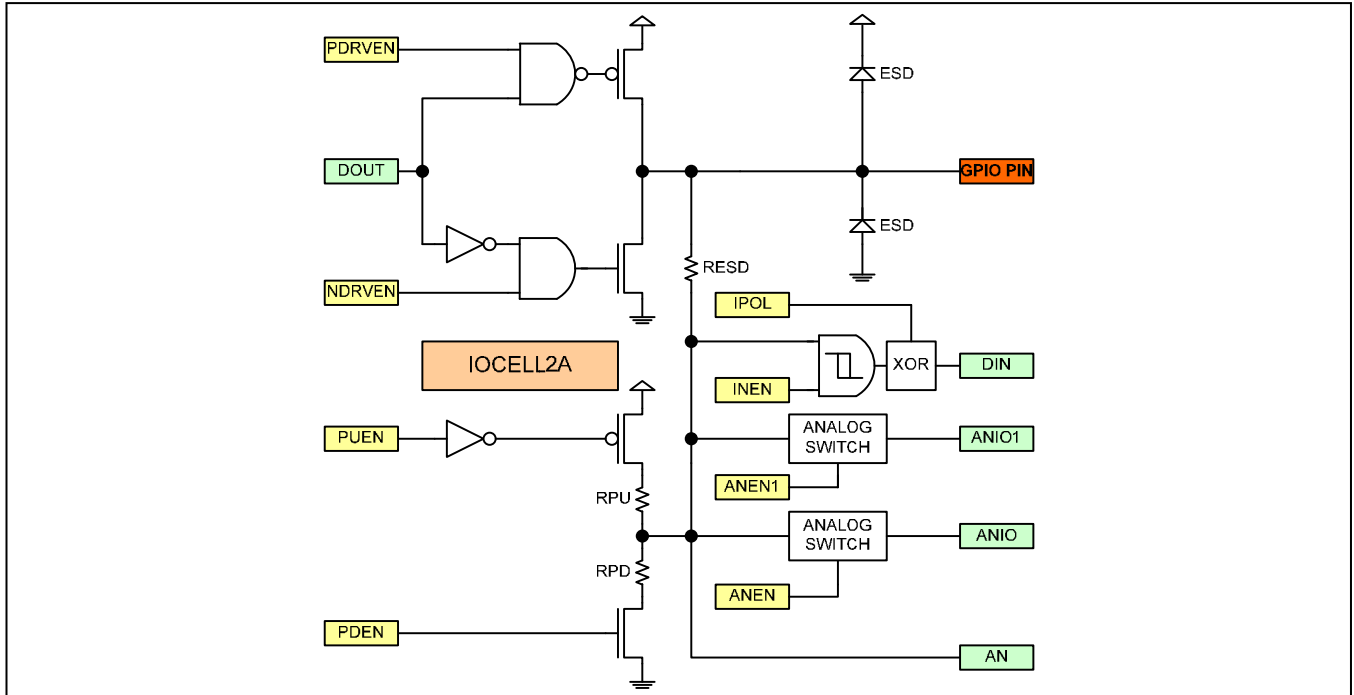 PDRVEN
ESD
DOUT
GPIO PIN
ESD
RESD
NDRVEN
IPOL
IOCELL2A
XOR
DIN
INEN
PUEN
ANALOG
SWITCH
ANIO1
ANEN1
RPU
ANALOG
SWITCH
ANIO
RPD
ANEN
PDEN
AN